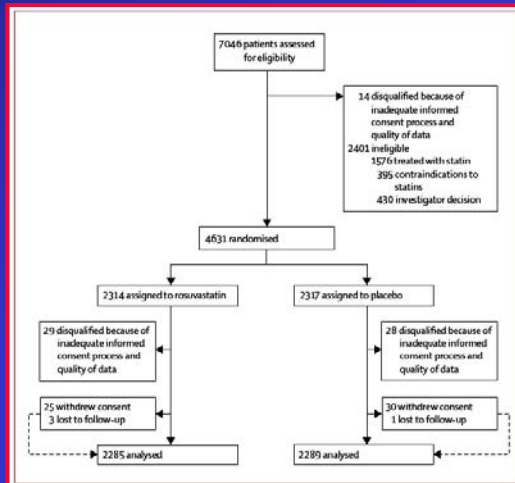 7046 patients assessed
for eligibility
14 disqualified because of
inadequate informed
consent process and
quality of data
2401 ineligible
1576 treated with statin
395 contraindications to
statins
430 investigator decision
4631 randomised
2314 assigned to rosuvastatin
2317 assigned to placebo
29 disqualified because of
inadequate informed
consent process and
quality of data
28 disqualified because of
inadequate informed
consent process and
quality of data
25 withdrew consent
3 lost to follow-up
30 withdrew consent
1 lost to follow-up
2285 analysed
2289 analysed